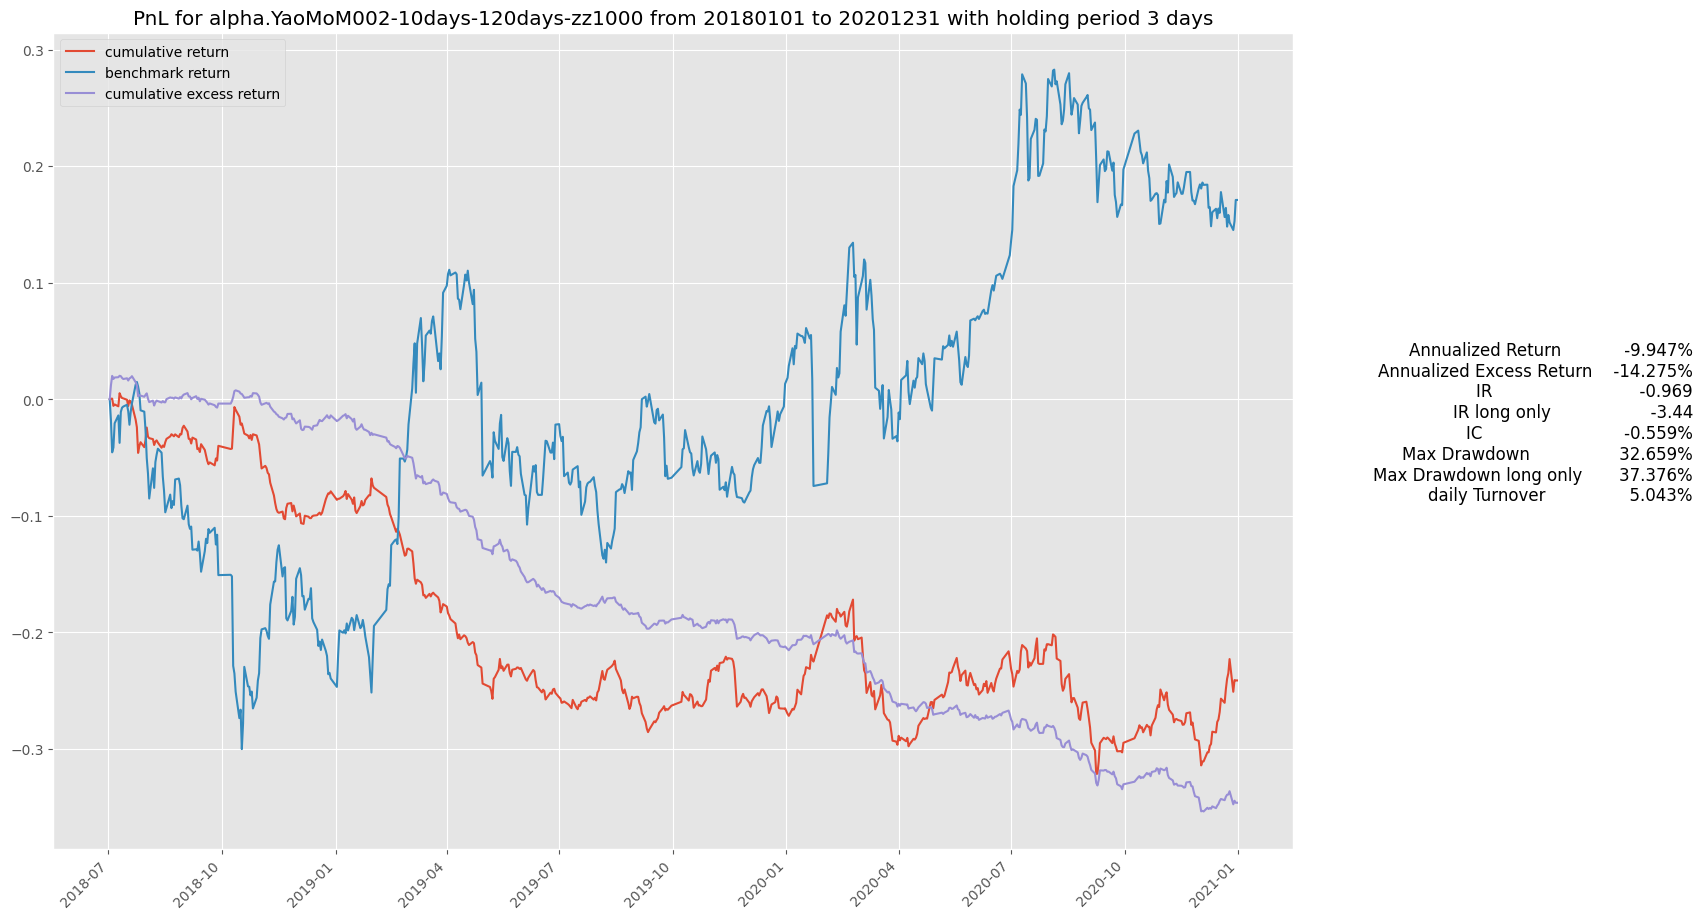 PnL for alpha.YaoMoM002-10days-120days-zz1000 from 20180101 to 20201231 with holding period 3 days
cumulative return
benchmark return
cumulative excess return
0.3
0.2
0.1
0.0
−0.1
−0.2
−0.3
2018-07
2018-10
2019-01
2019-04
2019-07
2019-10
2020-01
2020-04
2020-07
2020-10
2021-01
Annualized Return -9.947%
Annualized Excess Return -14.275%
IR -0.969
IR long only -3.44
IC -0.559%
Max Drawdown 32.659%
Max Drawdown long only 37.376%
daily Turnover 5.043%